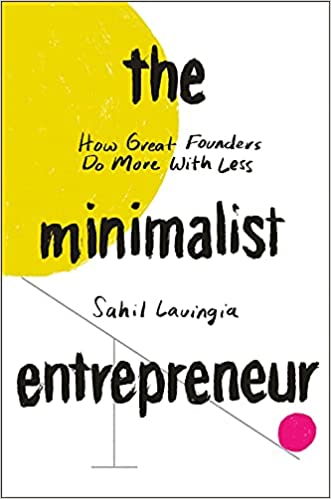 the
How Great Founders
Do More With Less
minimalist
Sahil Lavingia
entrepreneur